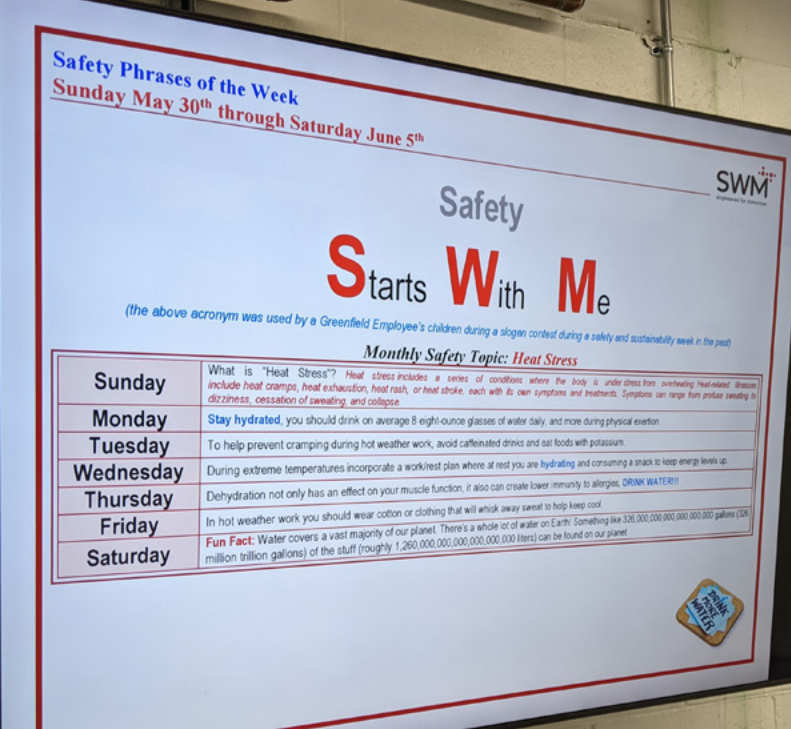 Safety Phrases of the Week
Sunday May 30th through Saturday June 5th
SWM
engineered for tomorrow
Safety
Starts With Me
(the above acronym was used by a Greenfield Employee's children during a slogan contest during a safety and sustainability week in the past)
Monthly Safety Topic: Heat Stress
Sunday
What is "Heat Stress"? Heat stress includes a series of conditions where the body is under stress from overheating Heat-related illnesses
include heat cramps, heat exhaustion, heat rash, or heat stroke, each with its own symptoms and treatments. Symptoms can range from profuse sweating to
dizziness, cessation of sweating, and collapse.
Monday
Stay hydrated, you should drink on average 8 eight-ounce glasses of water daily, and more during physical exertion.
Tuesday
To help prevent cramping during hot weather work, avoid caffeinated drinks and eat foods with potassium.
Wednesday
During extreme temperatures incorporate a work/rest plan where at rest you are hydrating and consuming a snack to keep energy levels up.
Thursday
Dehydration not only has an effect on your muscle function, it also can create lower immunity to allergies, DRINK WATER!!!
Friday
In hot weather work you should wear cotton or clothing that will whisk away sweat to help keep cool.
Saturday
Fun Fact: Water covers a vast majority of our planet. There's a whole lot of water on Earth! Something like 326,000,000,000,000,000,000 gallons (326
million trillion gallons) of the stuff (roughly 1,260,000,000,000,000,000,000 liters) can be found on our planet.
DRINK
MORE
WATER